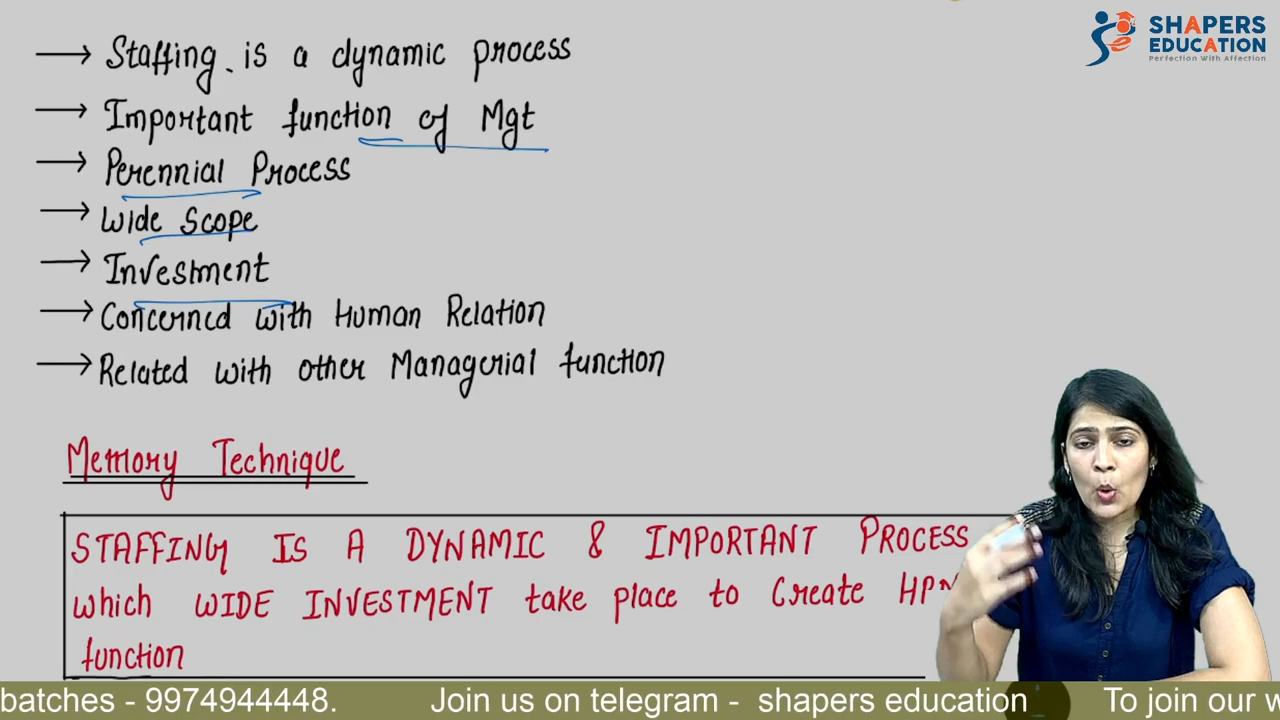 SHAPERS
EDUCATION
Perfection With Affection
→ Staffing is a dynamic process
→ Important function of Mgt
→ Perennial Process
→ Wide Scope
→ Investment
→ Concerned with Human Relation
→ Related with other Managerial function
Memory Technique
STAFFING IS A DYNAMIC & IMPORTANT PROCESS
which WIDE INVESTMENT take place to Create
function
batches - 9974944448. Join us on telegram - shapers education To join our w